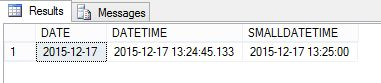 Results Messages
DATE DATETIME SMALLDATETIME
1 2015-12-17 2015-12-17 13:24:45.133 2015-12-17 13:25:00